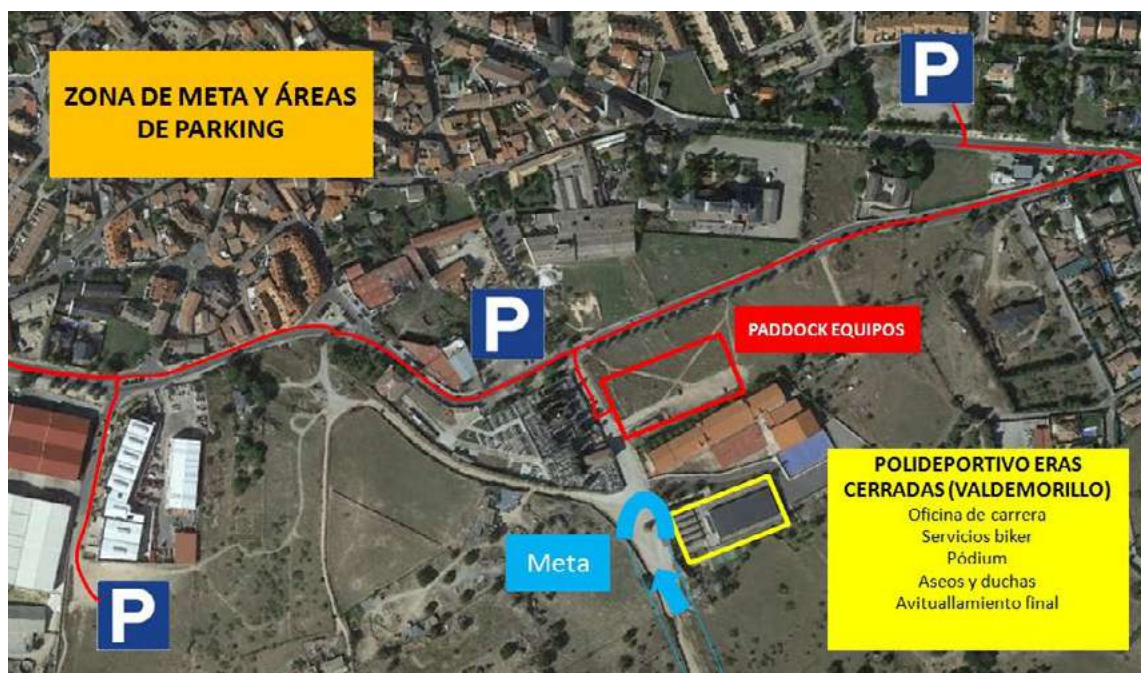 ZONA DE META Y ÁREAS
DE PARKING
P
P
PADDOCK EQUIPOS
POLIDEPORTIVO ERAS
CERRADAS (VALDEMORILLO)
Oficina de carrera
Servicios biker
Pódium
Aseos y duchas
Avituallamiento final
Meta
P